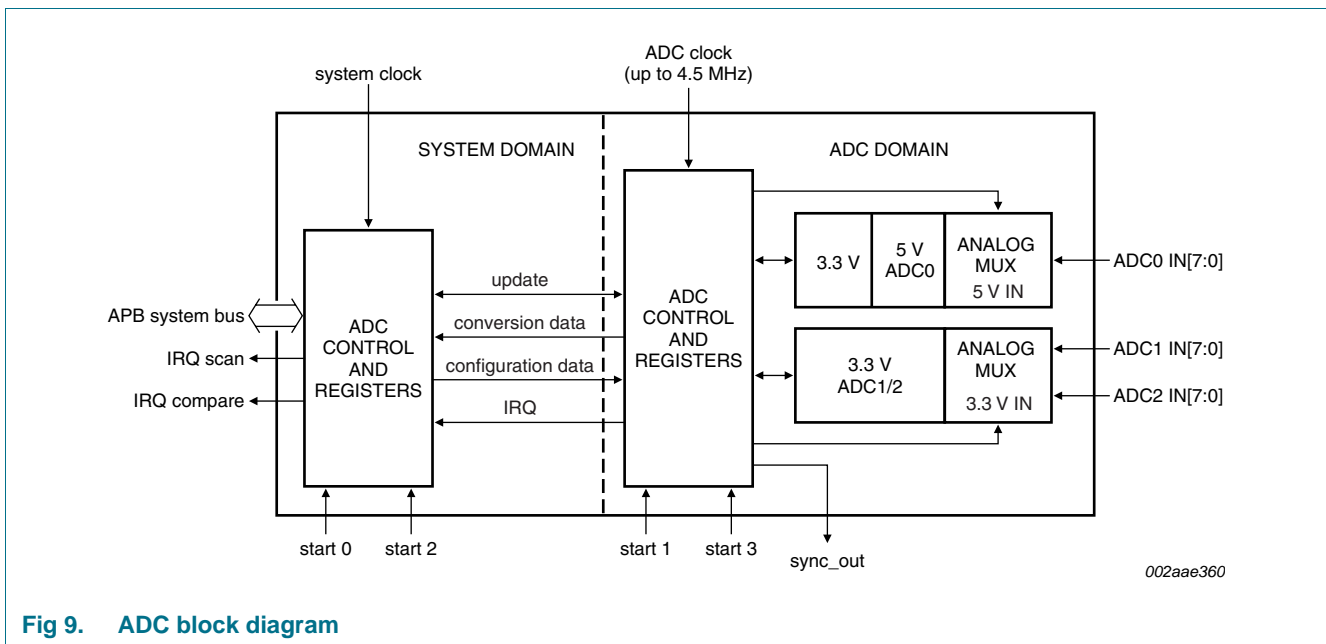 ADC clock
(up to 4.5 MHz)
system clock
SYSTEM DOMAIN
ADC DOMAIN
3.3 V
5 V
ADC0
ANALOG
MUX
5 V IN
ADC0 IN[7:0]
update
conversion data
configuration data
IRQ
APB system bus
IRQ scan
IRQ compare
ADC
CONTROL
AND
REGISTERS
ADC
CONTROL
AND
REGISTERS
3.3 V
ADC1/2
ANALOG
MUX
3.3 V IN
ADC1 IN[7:0]
ADC2 IN[7:0]
start 0
start 2
start 1
start 3
sync_out
002aae360
Fig 9. ADC block diagram